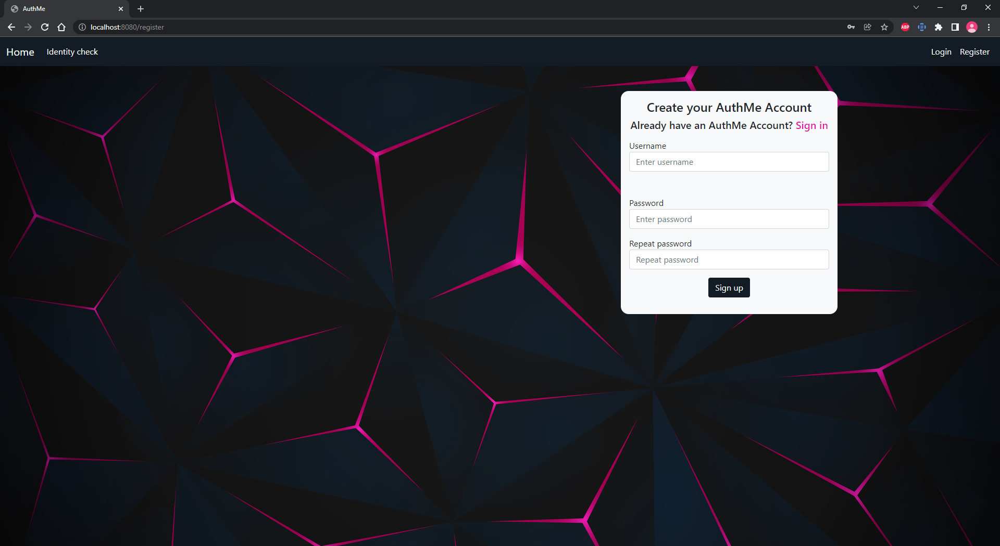 AuthMe
localhost:8080/register
ABP
Home Identity check Login Register
Create your AuthMe Account
Already have an AuthMe Account? Sign in
Username
Enter username
Password
Enter password
Repeat password
Repeat password
Sign up